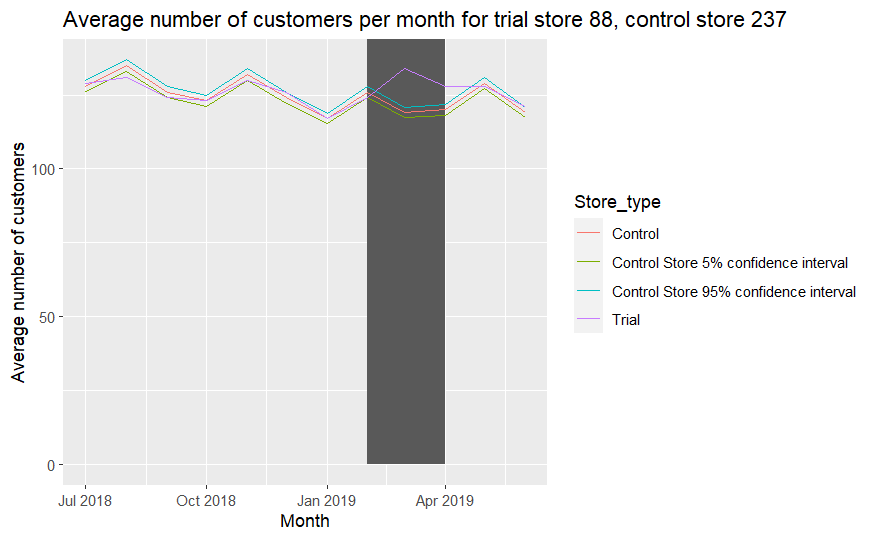 Average number of customers per month for trial store 88, control store 237
Average number of customers
100
50
0
Jul 2018
Oct 2018
Jan 2019
Apr 2019
Month
Store_type
Control
Control Store 5% confidence interval
Control Store 95% confidence interval
Trial